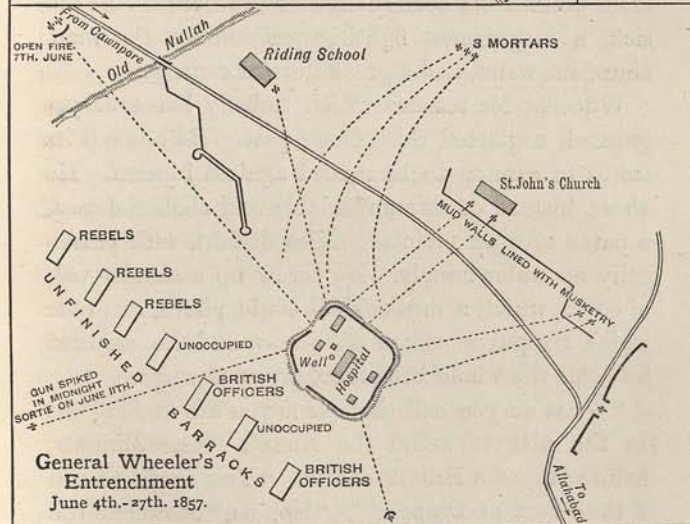 From Cawnpore
OPEN FIRE.
7TH. JUNE
Old Nullah
Riding School
3 MORTARS
St.John's Church
MUD WALLS LINED WITH MUSKETRY
REBELS
REBELS
REBELS
UNOCCUPIED
BRITISH
OFFICERS
UNOCCUPIED
BRITISH
OFFICERS
UNFINISHED BARRACKS
Well
Hospital
GUN SPIKED
IN MIDNIGHT
SORTIE ON JUNE 11TH.
General Wheeler's
Entrenchment
June 4th.-27th. 1857.
To
Allahabad